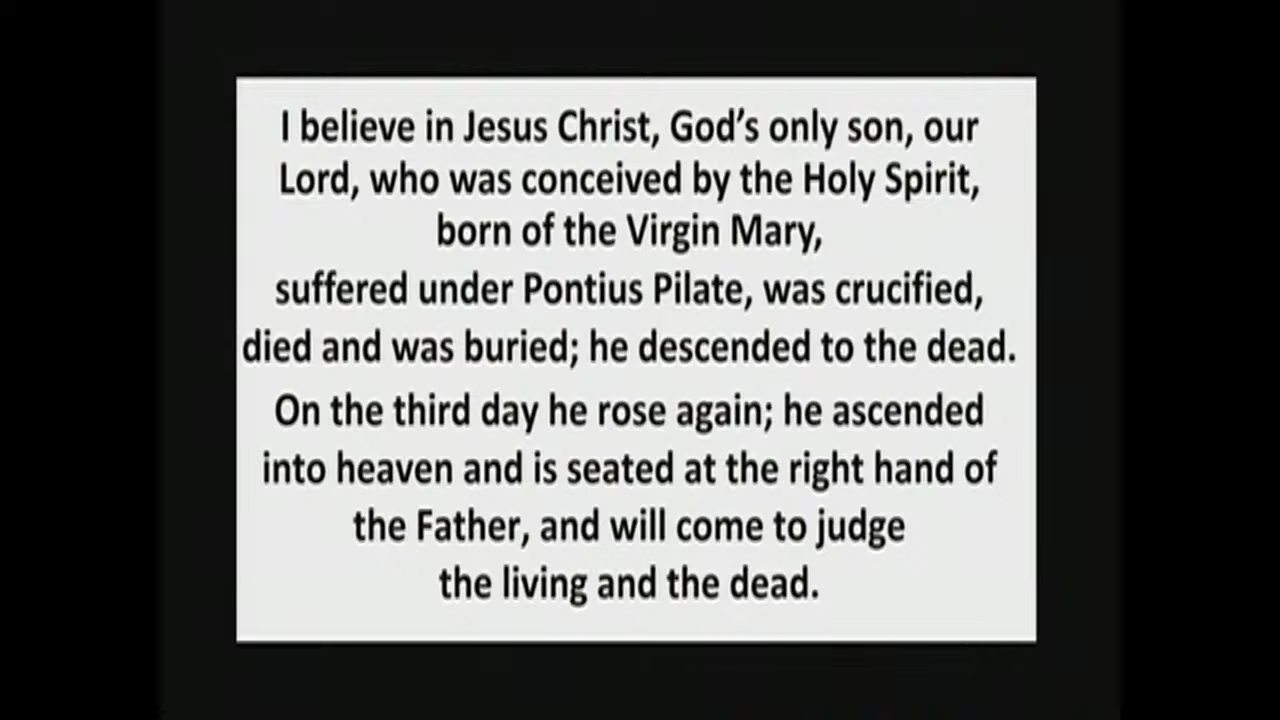 I believe in Jesus Christ, God’s only son, our
Lord, who was conceived by the Holy Spirit,
born of the Virgin Mary,
suffered under Pontius Pilate, was crucified,
died and was buried; he descended to the dead.
On the third day he rose again; he ascended
into heaven and is seated at the right hand of
the Father, and will come to judge
the living and the dead.